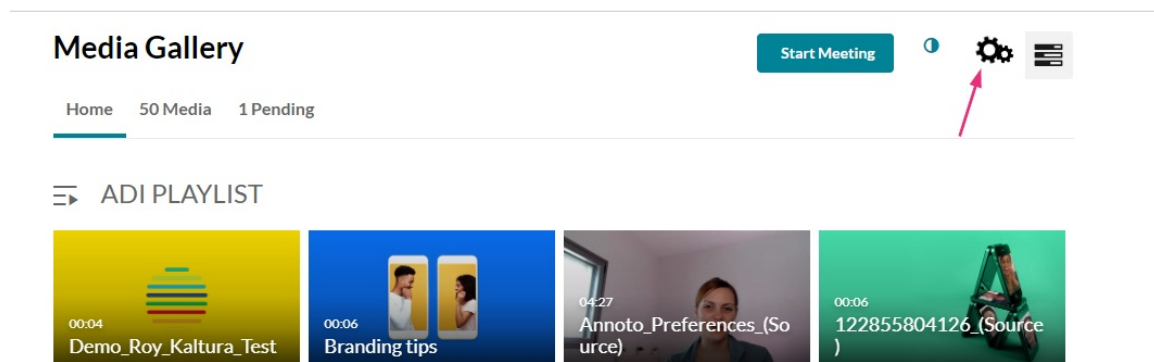 Media Gallery
Start Meeting
Home 50 Media 1 Pending
ADI PLAYLIST
00:04
Demo_Roy_Kaltura_Test
00:06
Branding tips
04:27
Annoto_Preferences_(So
urce)
00:06
122855804126_(Source
)